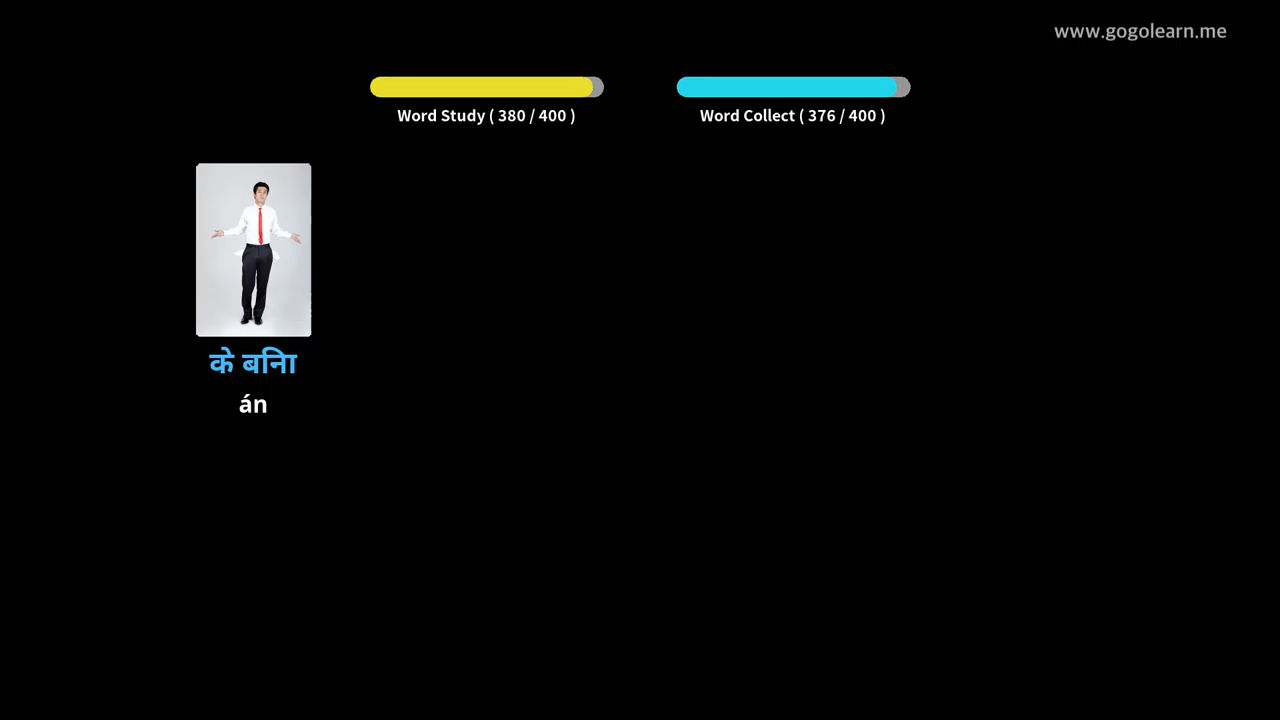 www.gogolearn.me
Word Study ( 380 / 400 )
Word Collect ( 376 / 400 )
के बिना
án